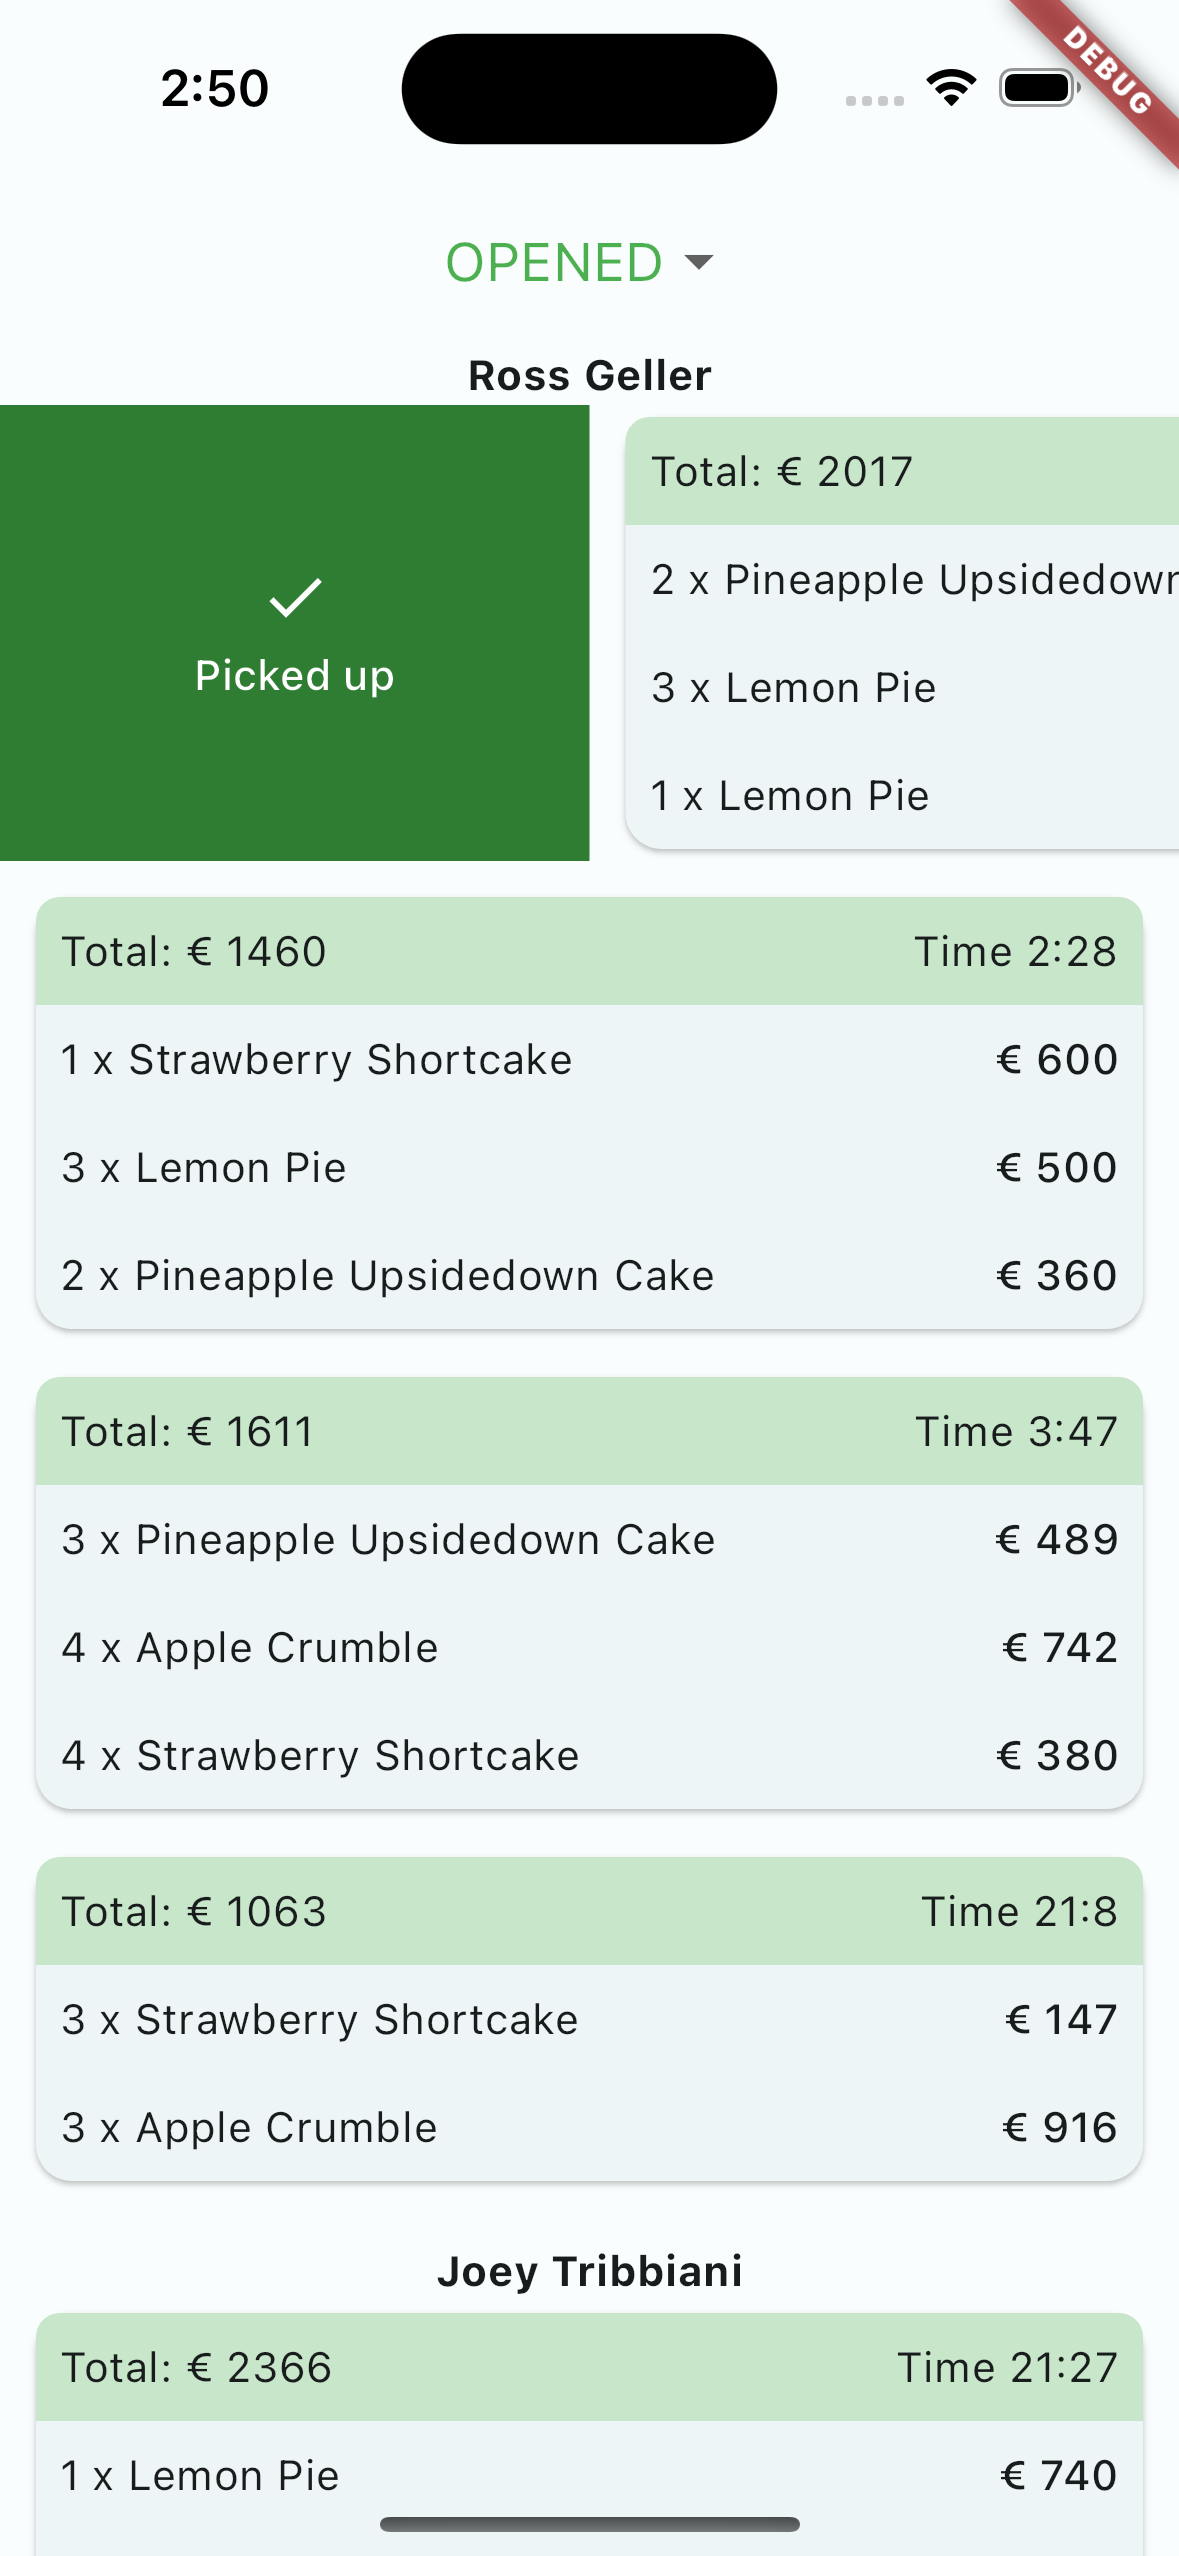 2:50
DEBUG
OPENED
Ross Geller
Picked up
Total: € 2017
2 x Pineapple Upsidedown
3 x Lemon Pie
1 x Lemon Pie
Total: € 1460 Time 2:28
1 x Strawberry Shortcake € 600
3 x Lemon Pie € 500
2 x Pineapple Upsidedown Cake € 360
Total: € 1611 Time 3:47
3 x Pineapple Upsidedown Cake € 489
4 x Apple Crumble € 742
4 x Strawberry Shortcake € 380
Total: € 1063 Time 21:8
3 x Strawberry Shortcake € 147
3 x Apple Crumble € 916
Joey Tribbiani
Total: € 2366 Time 21:27
1 x Lemon Pie € 740